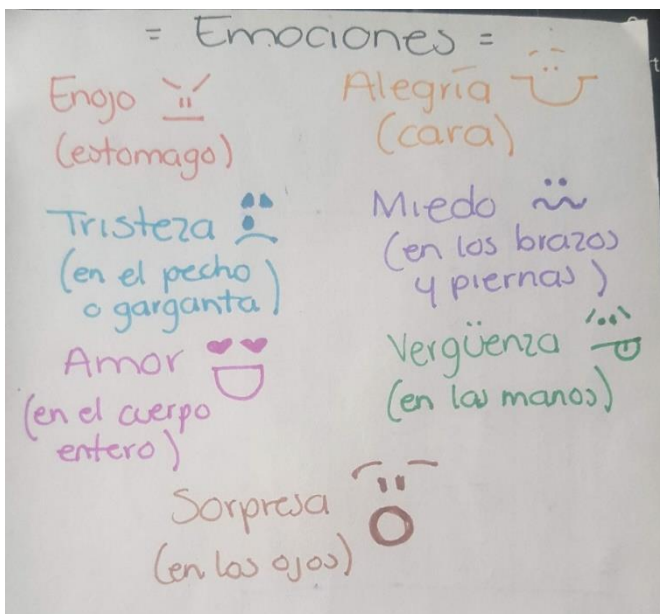 = Emociones =
Enojo
(estomago)
Alegría
(cara)
Tristeza
(en el pecho
o garganta)
Miedo
(en los brazos
y piernas)
Amor
(en el cuerpo
entero)
Vergüenza
(en las manos)
Sorpresa
(en los ojos)